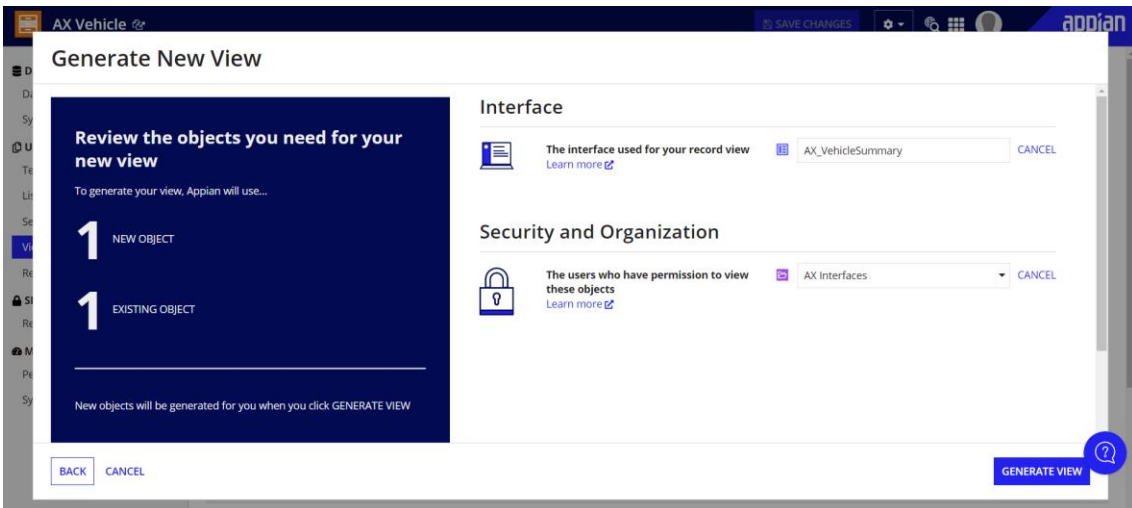 AX Vehicle
SAVE CHANGES
appian
Generate New View
Review the objects you need for your
new view
To generate your view, Appian will use...
1 NEW OBJECT
1 EXISTING OBJECT
New objects will be generated for you when you click GENERATE VIEW
Interface
The interface used for your record view
Learn more
AX_VehicleSummary
CANCEL
Security and Organization
The users who have permission to view
these objects
Learn more
AX Interfaces
CANCEL
BACK
CANCEL
GENERATE VIEW